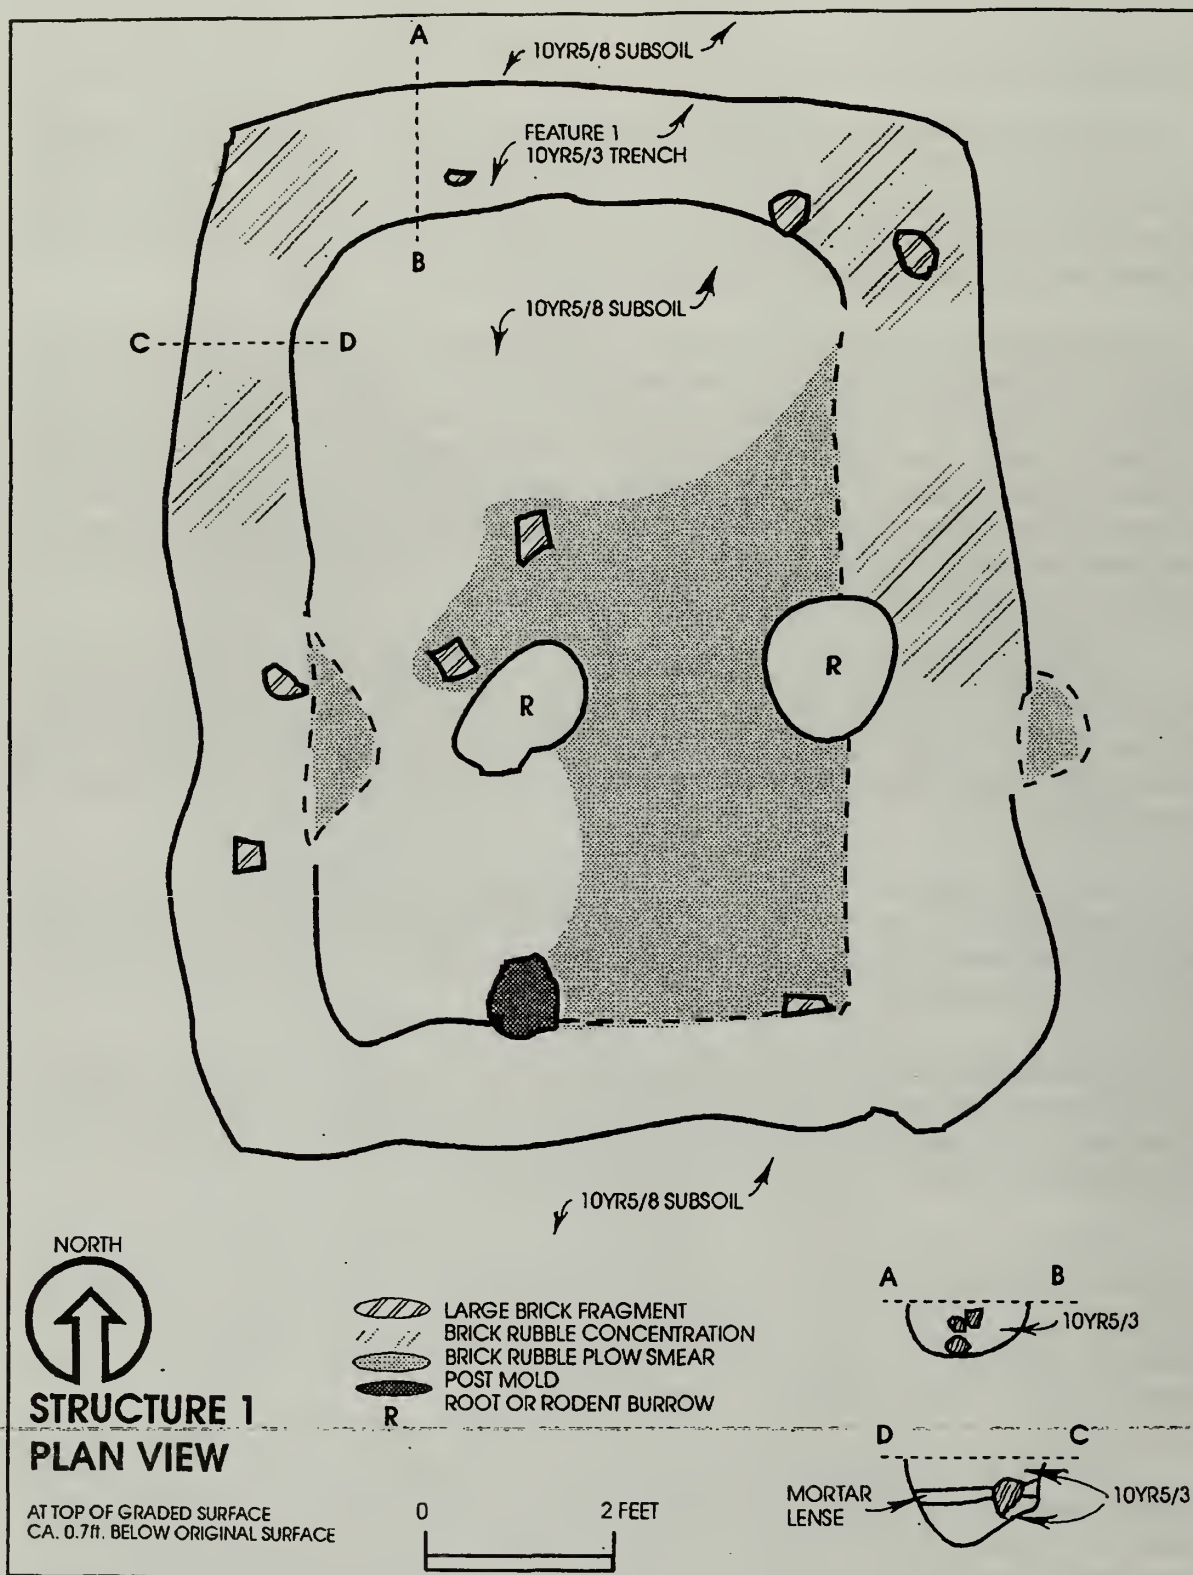 A
10YR5/8 SUBSOIL
FEATURE 1
10YR5/3 TRENCH
B
10YR5/8 SUBSOIL
C
D
R
R
10YR5/8 SUBSOIL
NORTH
STRUCTURE 1
PLAN VIEW
AT TOP OF GRADED SURFACE
CA. 0.7ft. BELOW ORIGINAL SURFACE
LARGE BRICK FRAGMENT
BRICK RUBBLE CONCENTRATION
BRICK RUBBLE PLOW SMEAR
POST MOLD
R ROOT OR RODENT BURROW
0 2 FEET
A B
10YR5/3
D C
MORTAR
LENSE
10YR5/3